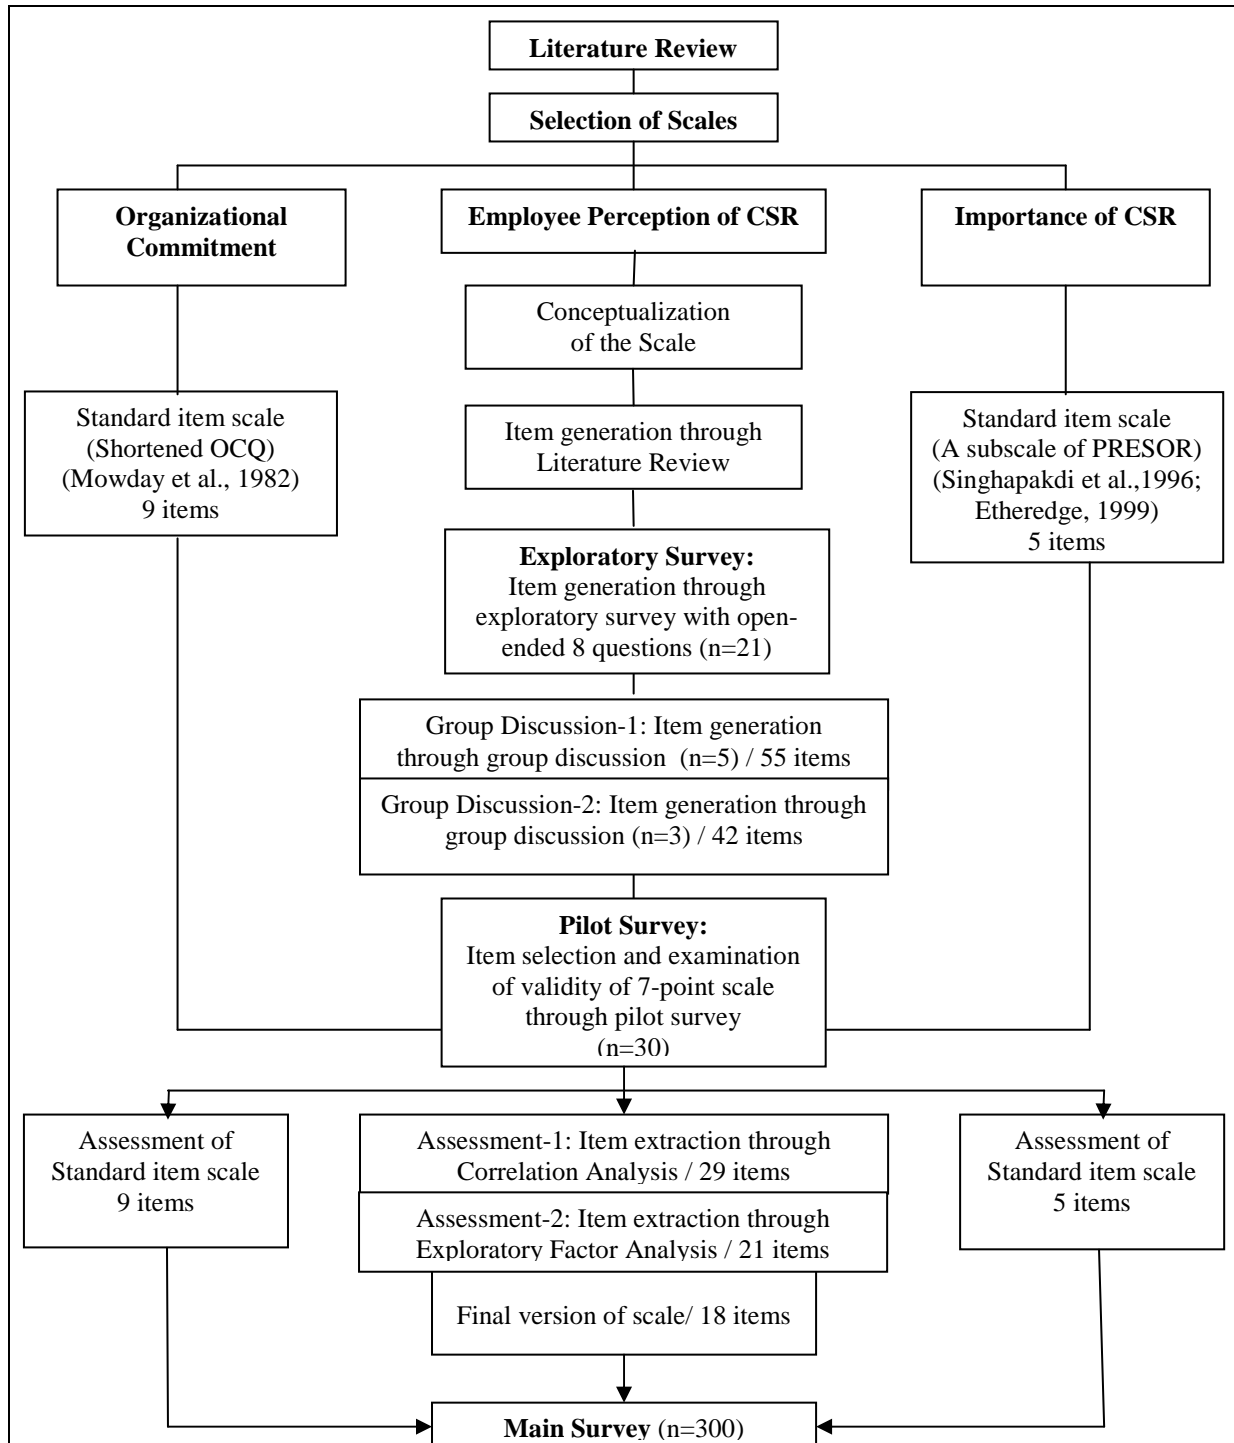 Literature Review
Selection of Scales
Organizational
Commitment
Employee Perception of CSR
Importance of CSR
Conceptualization
of the Scale
Standard item scale
(Shortened OCQ)
(Mowday et al., 1982)
9 items
Item generation through
Literature Review
Standard item scale
(A subscale of PRESOR)
(Singhapakdi et al.,1996;
Etheredge, 1999)
5 items
Exploratory Survey:
Item generation through
exploratory survey with open-
ended 8 questions (n=21)
Group Discussion-1: Item generation
through group discussion  (n=5) / 55 items
Group Discussion-2: Item generation through
group discussion (n=3) / 42 items
Pilot Survey:
Item selection and examination
of validity of 7-point scale
through pilot survey
(n=30)
Assessment of
Standard item scale
9 items
Assessment-1: Item extraction through
Correlation Analysis / 29 items
Assessment-2: Item extraction through
Exploratory Factor Analysis / 21 items
Final version of scale/ 18 items
Assessment of
Standard item scale
5 items
Main Survey (n=300)